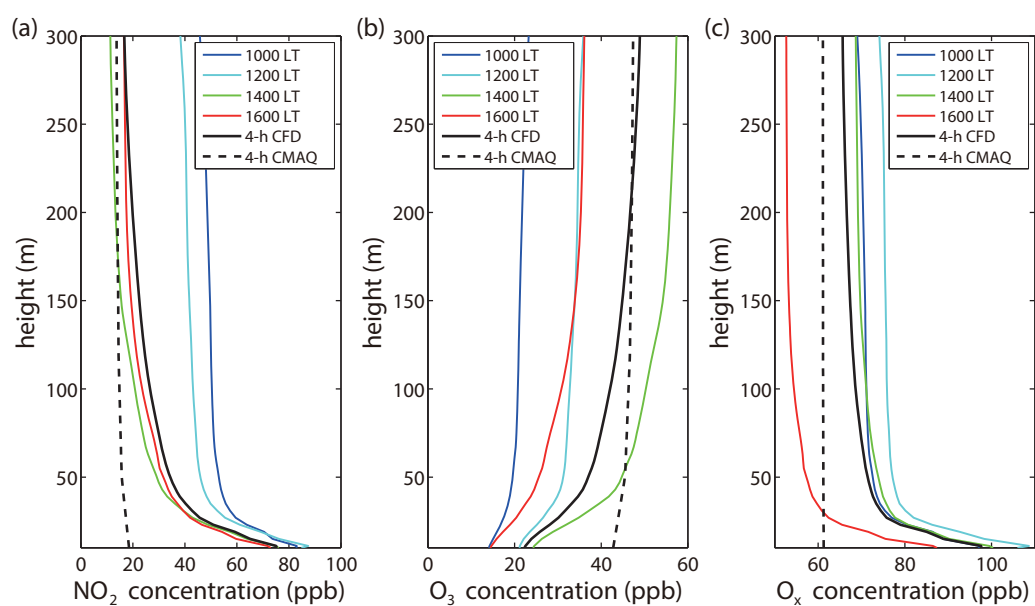 (a)
300
250
200
150
100
50
0 20 40 60 80 100
height (m)
NO₂ concentration (ppb)
1000 LT
1200 LT
1400 LT
1600 LT
4-h CFD
4-h CMAQ
(b)
300
250
200
150
100
50
0 20 40 60
height (m)
O₃ concentration (ppb)
1000 LT
1200 LT
1400 LT
1600 LT
4-h CFD
4-h CMAQ
(c)
300
250
200
150
100
50
60 80 100
height (m)
Oₓ concentration (ppb)
1000 LT
1200 LT
1400 LT
1600 LT
4-h CFD
4-h CMAQ